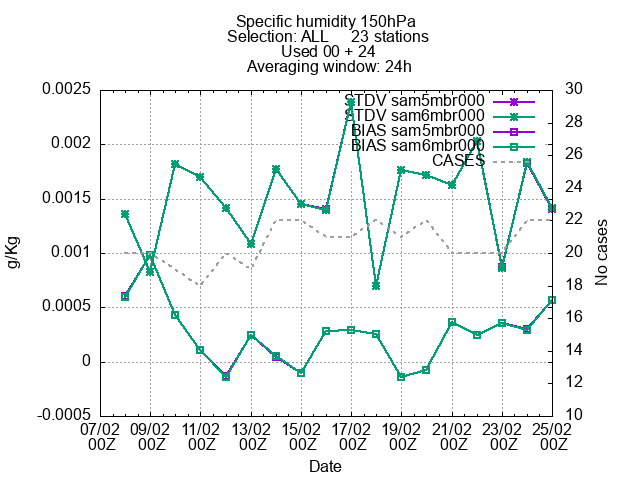 Specific humidity 150hPa
Selection: ALL 23 stations
Used 00 + 24
Averaging window: 24h
0.0025
0.002
0.0015
0.001
0.0005
0
-0.0005
g/Kg
STDV sam5mbr000
STDV sam6mbr000
BIAS sam5mbr000
BIAS sam6mbr000
CASES
30
28
26
24
22
20
18
16
14
12
10
No cases
07/02 09/02 11/02 13/02 15/02 17/02 19/02 21/02 23/02 25/02
00Z 00Z 00Z 00Z 00Z 00Z 00Z 00Z 00Z 00Z
Date